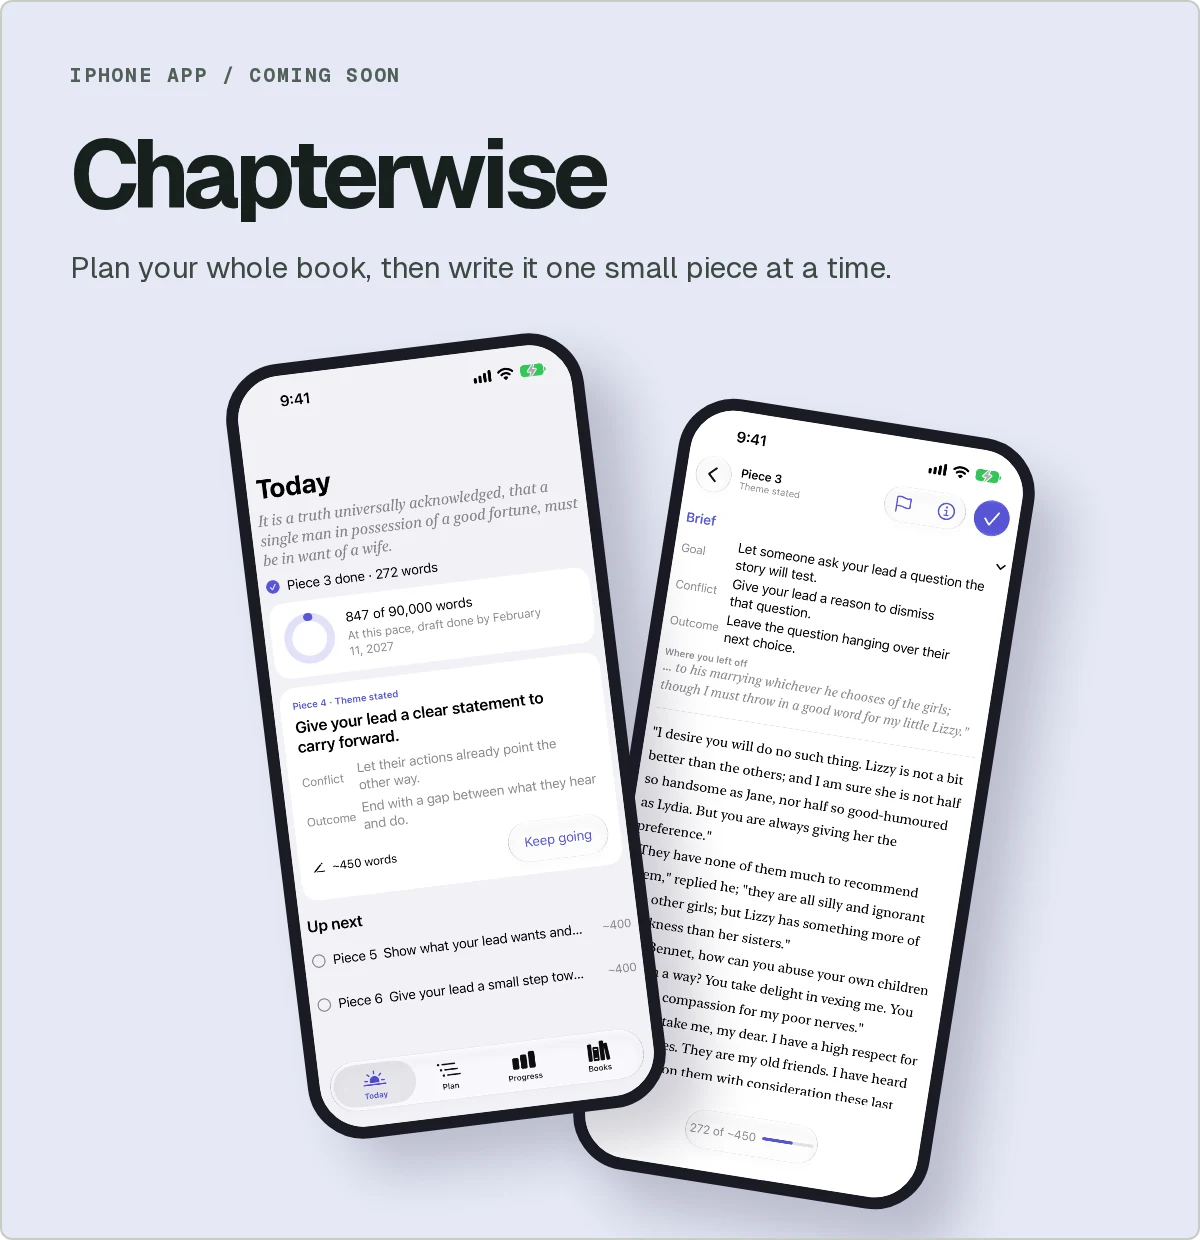 IPHONE APP / COMING SOON
Chapterwise
Plan your whole book, then write it one small piece at a time.
9:41
Today
It is a truth universally acknowledged, that a
single man in possession of a good fortune, must
be in want of a wife.
Piece 3 done · 272 words
847 of 90,000 words
At this pace, draft done by February
11, 2027
Piece 4 · Theme stated
Give your lead a clear statement to
carry forward.
Conflict Let their actions already point the
other way.
Outcome End with a gap between what they hear
and do.
~450 words
Keep going
Up next
Piece 5 Show what your lead wants and... ~400
Piece 6 Give your lead a small step tow... ~400
Today
Plan
Progress
Books
9:41
Piece 3
Theme stated
Brief
Goal Let someone ask your lead a question the
story will test.
Conflict Give your lead a reason to dismiss
that question.
Outcome Leave the question hanging over their
next choice.
Where you left off
... to his marrying whichever he chooses of the girls;
though I must throw in a good word for my little Lizzy."
"I desire you will do no such thing. Lizzy is not a bit
better than the others; and I am sure she is not half
so handsome as Jane, nor half so good-humoured
as Lydia. But you are always giving her the
preference."
They have none of them much to recommend
em," replied he; "they are all silly and ignorant
other girls; but Lizzy has something more of
kness than her sisters."
Bennet, how can you abuse your own children
a way? You take delight in vexing me. You
compassion for my poor nerves."
take me, my dear. I have a high respect for
es. They are my old friends. I have heard
on them with consideration these last
272 of ~450